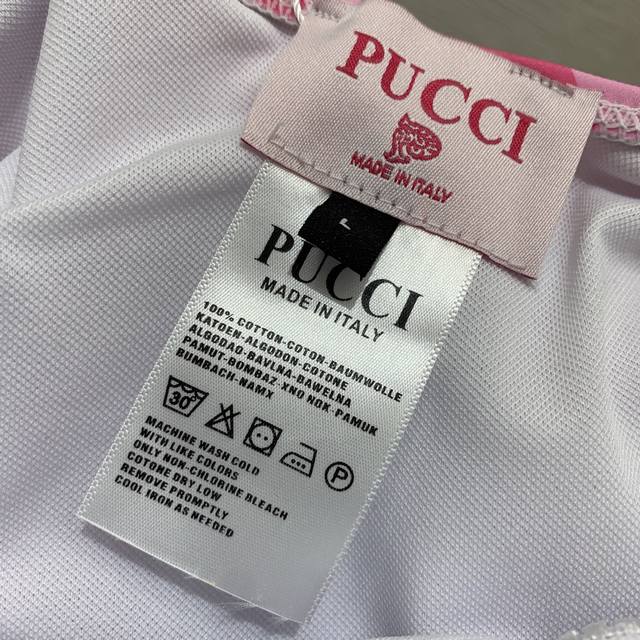 PUCCI
MADE IN ITALY
L
PUCCI
MADE IN ITALY
100% COTTON-COTON-BAUMWOLLE
KATOEN-ALGODON-COTONE
ALGODAO-BAVLNA-BAWELNA
PAMUT-BOMBAZ-XNO NOK-PAMUK
BUMBACH-NAMX
30°
P
MACHINE WASH COLD
WITH LIKE COLORS
ONLY NON-CHLORINE BLEACH
COTONE DRY LOW
REMOVE PROMPTLY
COOL IRON AS NEEDED